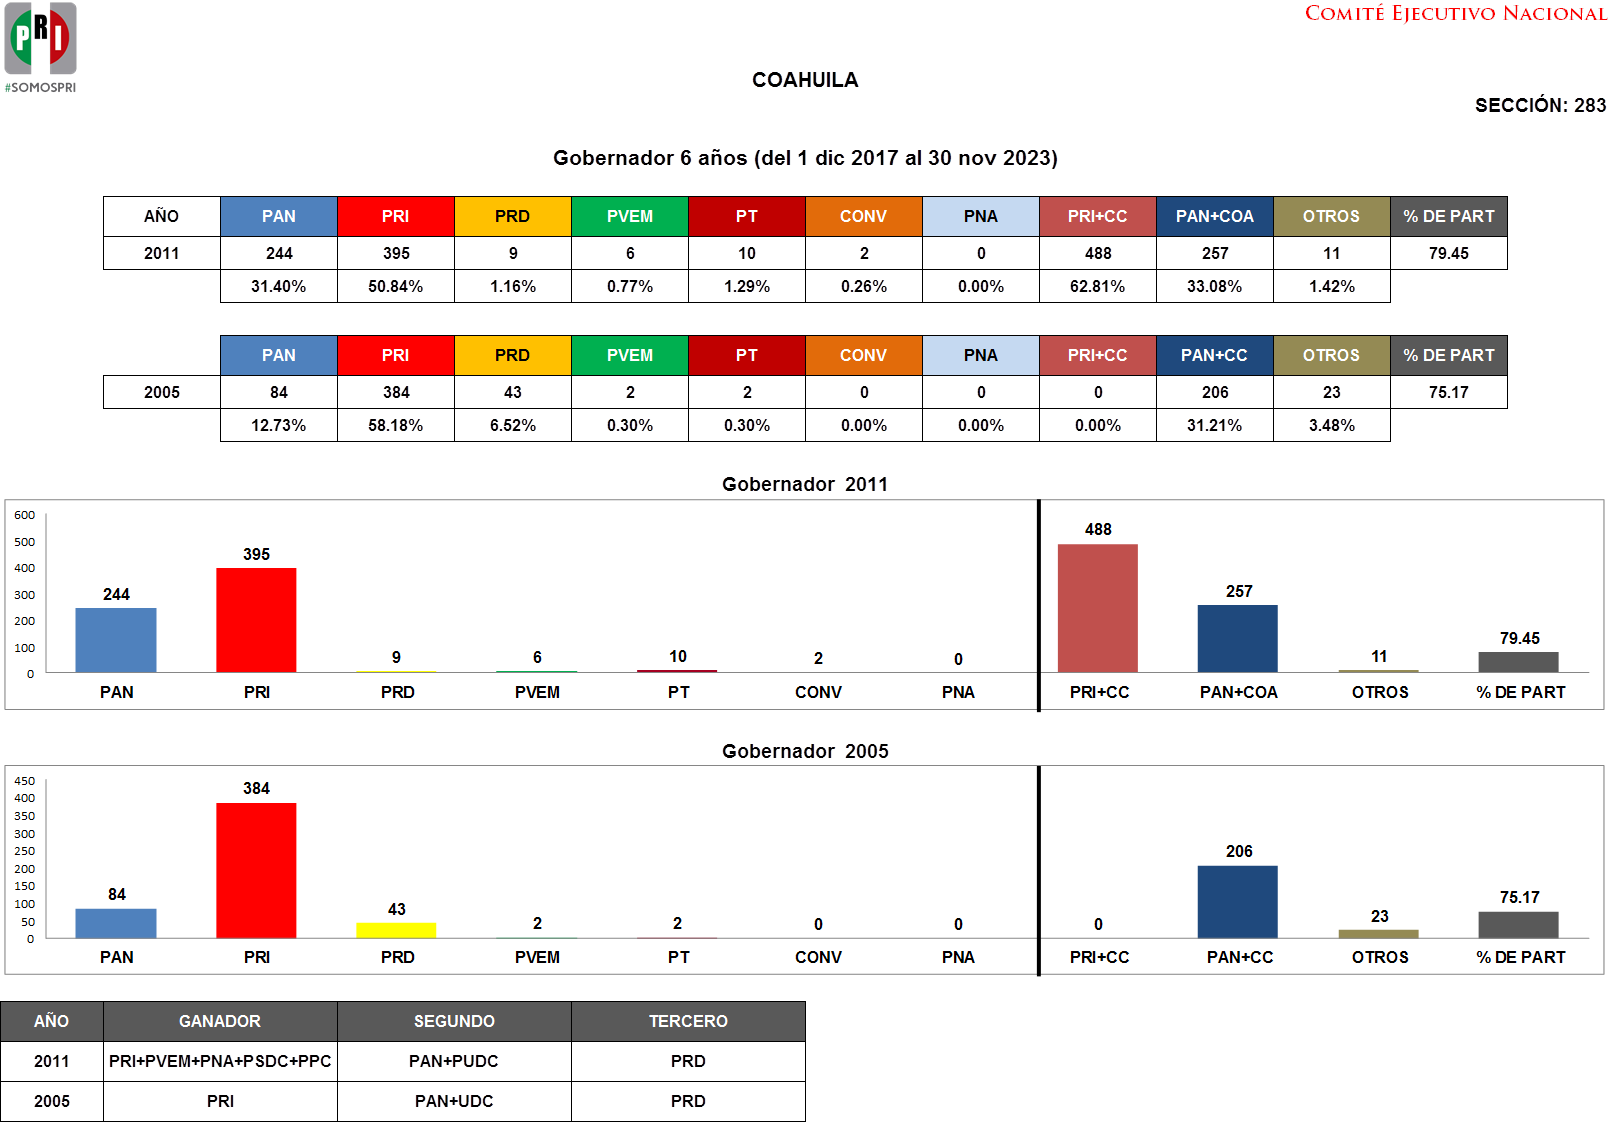 PRI
#SOMOSPRI
COMITÉ EJECUTIVO NACIONAL
COAHUILA
SECCIÓN: 283
Gobernador 6 años (del 1 dic 2017 al 30 nov 2023)
AÑO PAN PRI PRD PVEM PT CONV PNA PRI+CC PAN+COA OTROS % DE PART
2011 244 395 9 6 10 2 0 488 257 11 79.45
31.40% 50.84% 1.16% 0.77% 1.29% 0.26% 0.00% 62.81% 33.08% 1.42%
PAN PRI PRD PVEM PT CONV PNA PRI+CC PAN+CC OTROS % DE PART
2005 84 384 43 2 2 0 0 0 206 23 75.17
12.73% 58.18% 6.52% 0.30% 0.30% 0.00% 0.00% 0.00% 31.21% 3.48%
Gobernador 2011
600
500
400
300
200
100
0
244 395 9 6 10 2 0 488 257 11 79.45
PAN PRI PRD PVEM PT CONV PNA PRI+CC PAN+COA OTROS % DE PART
Gobernador 2005
450
400
350
300
250
200
150
100
50
0
84 384 43 2 2 0 0 0 206 23 75.17
PAN PRI PRD PVEM PT CONV PNA PRI+CC PAN+CC OTROS % DE PART
AÑO GANADOR SEGUNDO TERCERO
2011 PRI+PVEM+PNA+PSDC+PPC PAN+PUDC PRD
2005 PRI PAN+UDC PRD